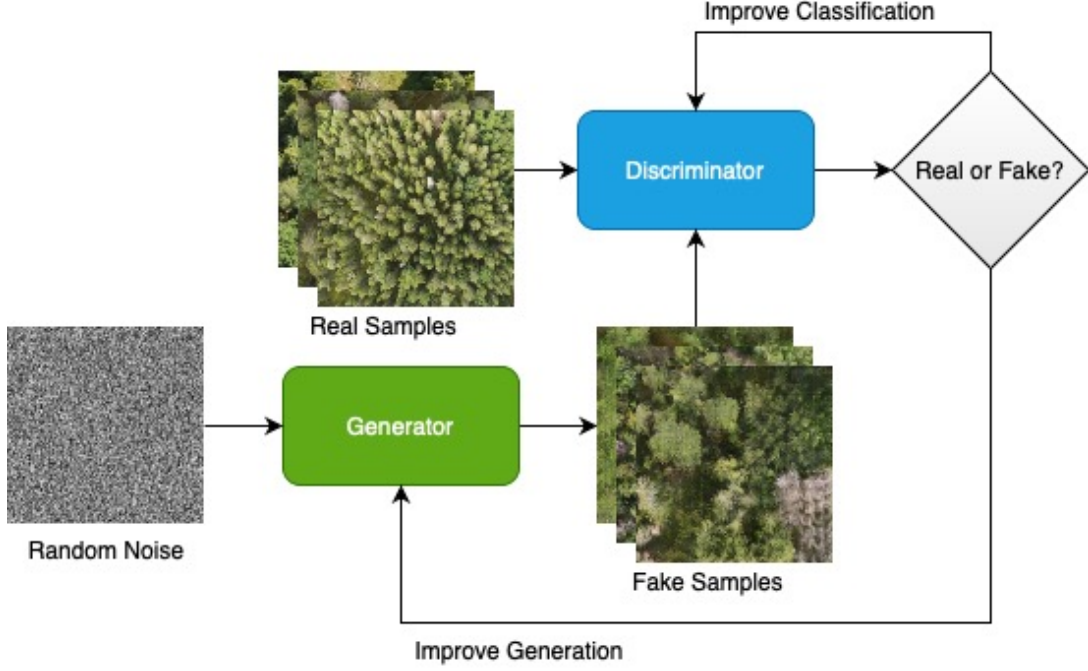 Improve Classification
Discriminator
Real or Fake?
Real Samples
Generator
Random Noise
Fake Samples
Improve Generation